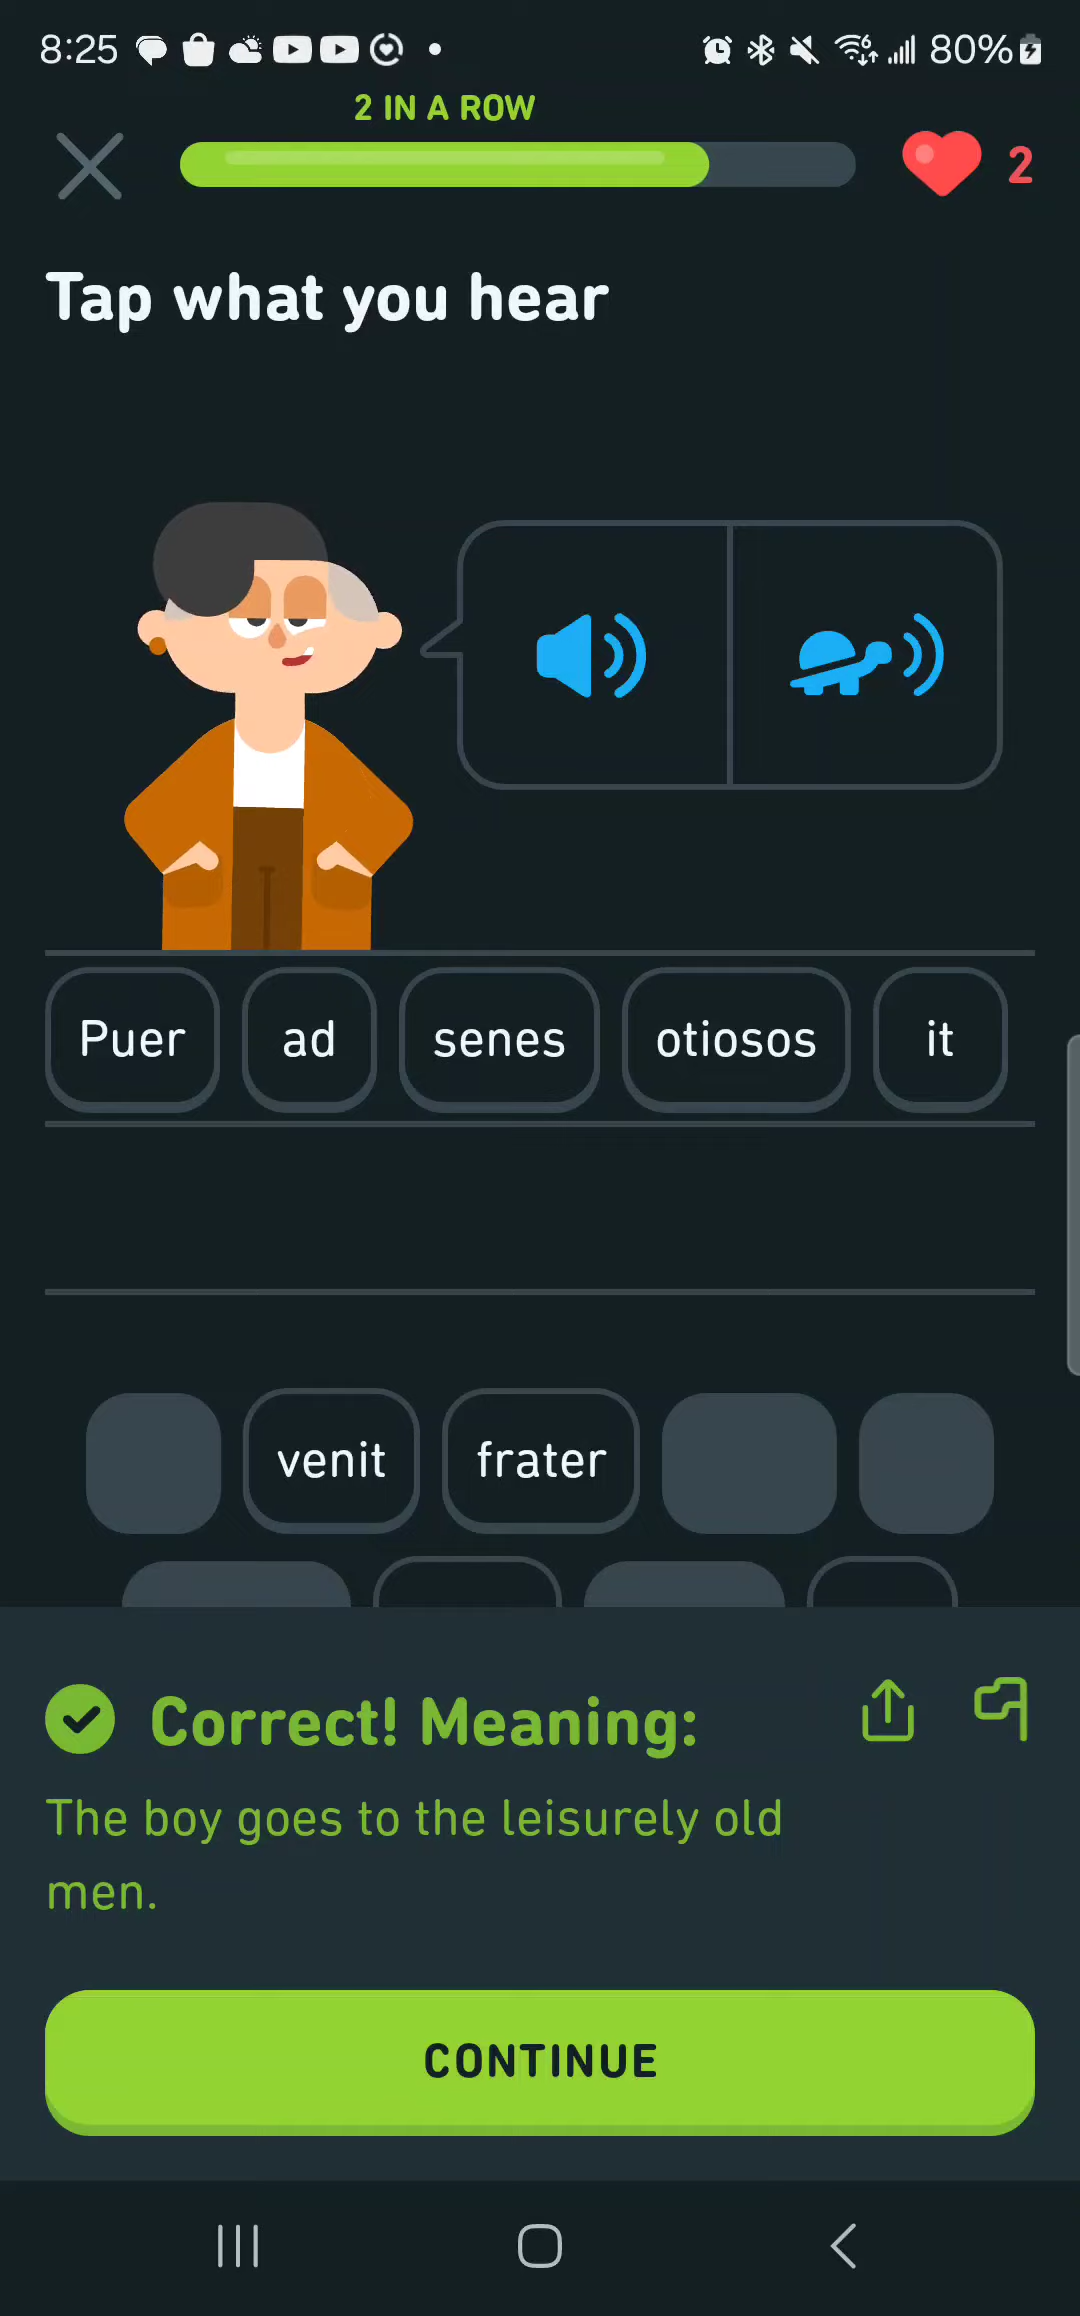 8:25 80%
2 IN A ROW
2
Tap what you hear
Puer ad senes otiosos it
venit frater
Correct! Meaning:
The boy goes to the leisurely old
men.
CONTINUE